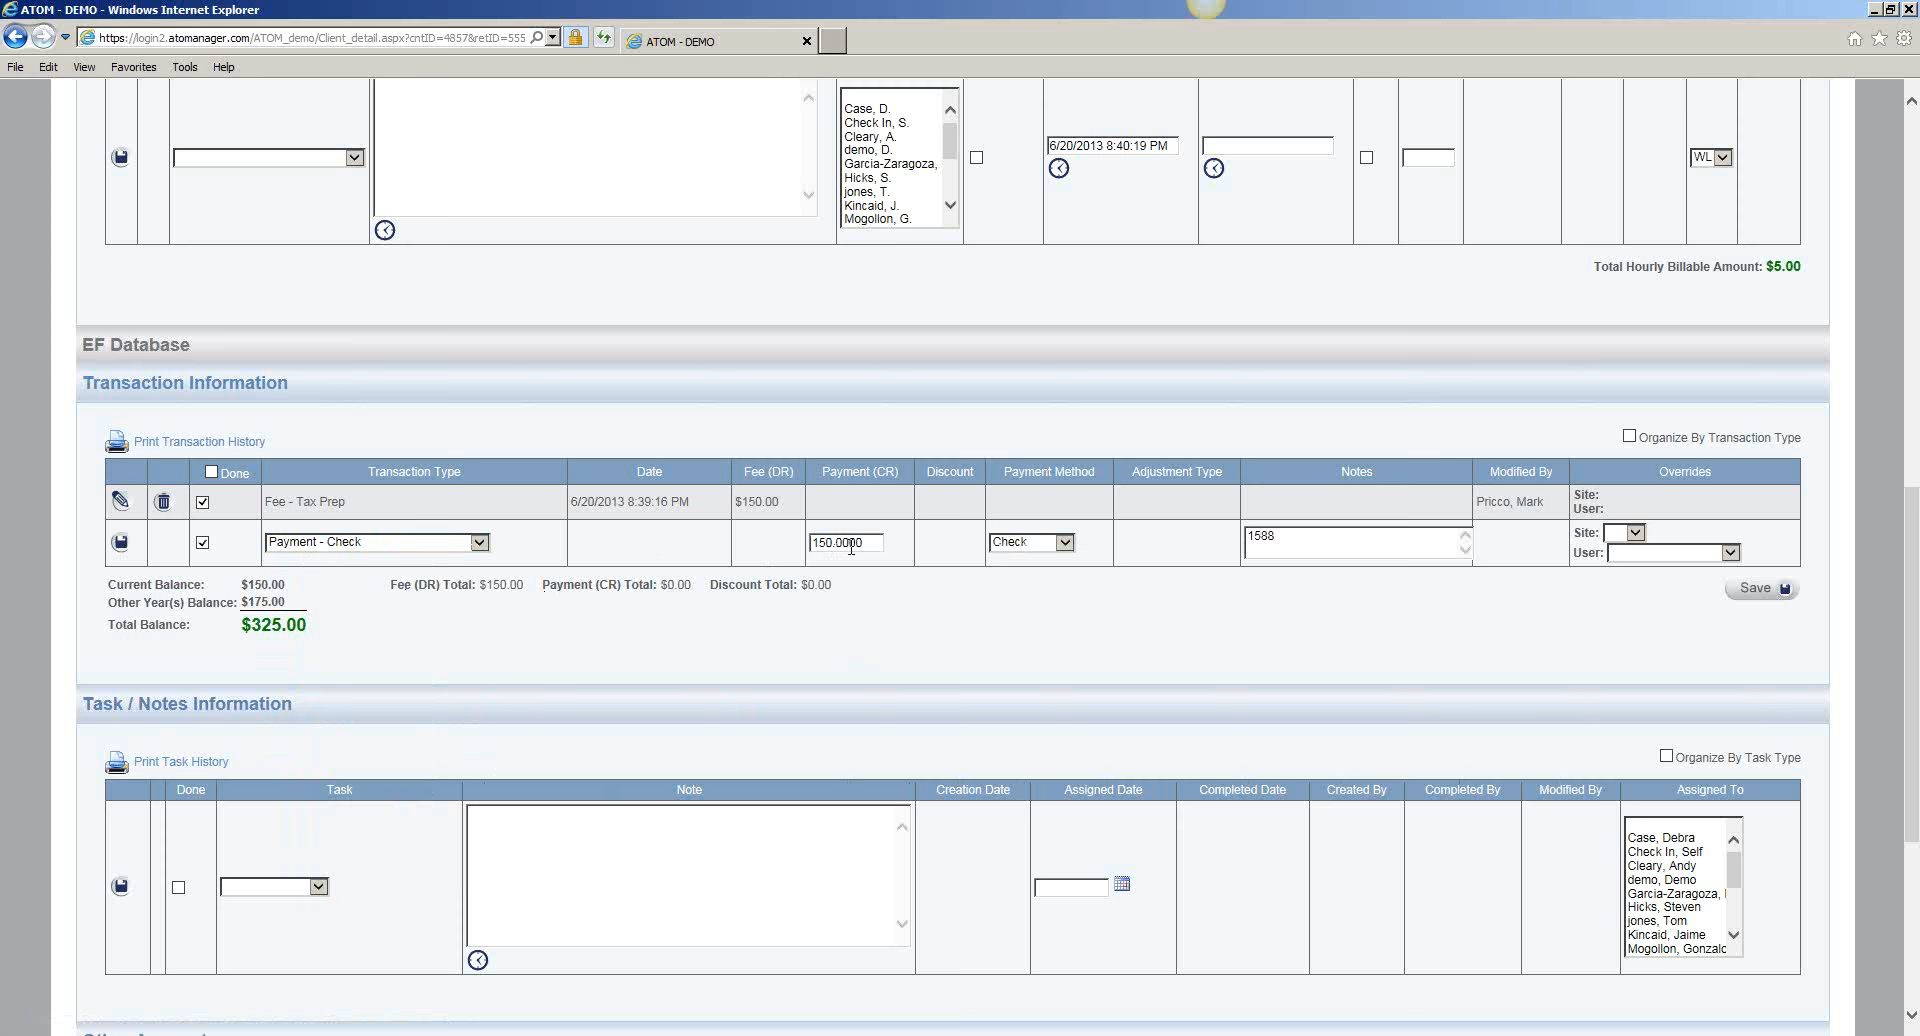 ATOM - DEMO - Windows Internet Explorer
https://login2.atomanager.com/ATOM_demo/Client_detail.aspx?cntID=4857&retID=555
ATOM - DEMO
File Edit View Favorites Tools Help
Case, D.
Check In, S.
Cleary, A.
demo, D.
Garcia-Zaragoza,
Hicks, S.
jones, T.
Kincaid, J.
Mogollon, G.
6/20/2013 8:40:19 PM
WL
Total Hourly Billable Amount: $5.00
EF Database
Transaction Information
Print Transaction History
Organize By Transaction Type
Done Transaction Type Date Fee (DR) Payment (CR) Discount Payment Method Adjustment Type Notes Modified By Overrides
Fee - Tax Prep 6/20/2013 8:39:16 PM $150.00 Pricco, Mark Site:
User:
Payment - Check 150.0000 Check 1588 Site:
User:
Current Balance: $150.00 Fee (DR) Total: $150.00 Payment (CR) Total: $0.00 Discount Total: $0.00 Save
Other Year(s) Balance: $175.00
Total Balance: $325.00
Task / Notes Information
Print Task History
Organize By Task Type
Done Task Note Creation Date Assigned Date Completed Date Created By Completed By Modified By Assigned To
Case, Debra
Check In, Self
Cleary, Andy
demo, Demo
Garcia-Zaragoza,
Hicks, Steven
jones, Tom
Kincaid, Jaime
Mogollon, Gonzalo